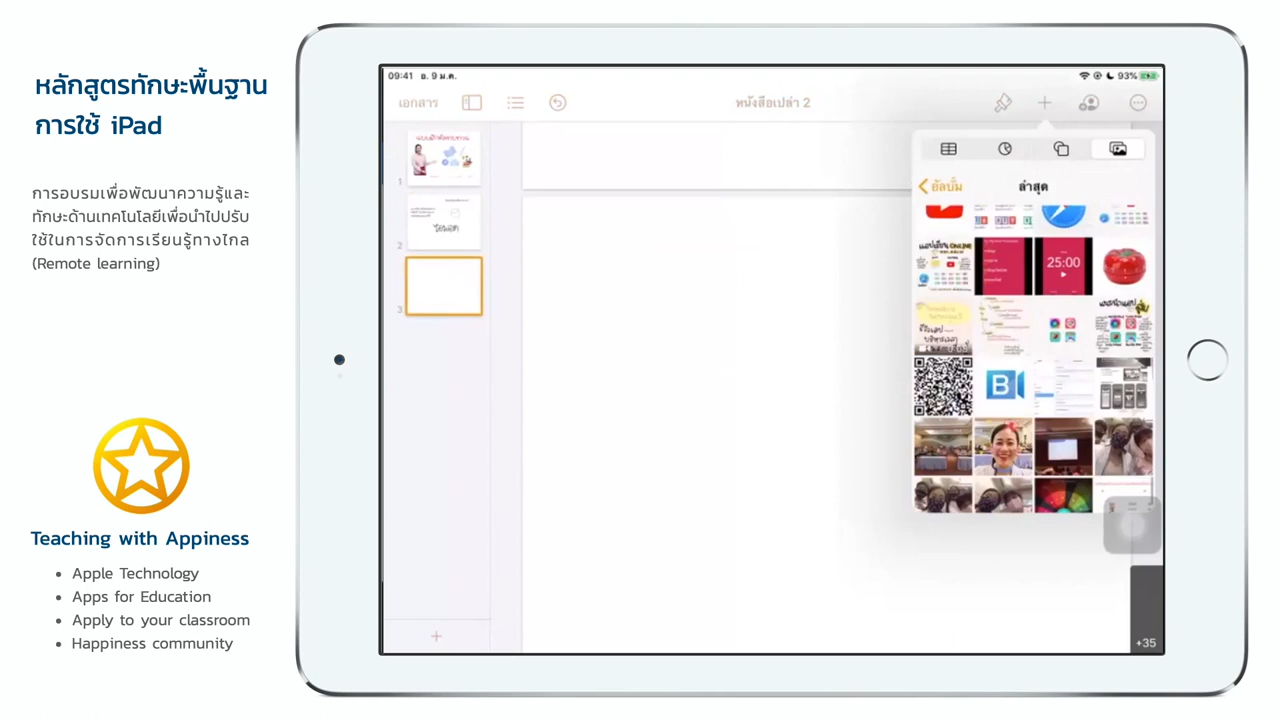 หลักสูตรทักษะพื้นฐาน
การใช้ iPad
การอบรมเพื่อพัฒนาความรู้และ
ทักษะด้านเทคโนโลยีเพื่อนำไปปรับ
ใช้ในการจัดการเรียนรู้ทางไกล
(Remote learning)
Teaching with Appiness
Apple Technology
Apps for Education
Apply to your classroom
Happiness community
09:41 อ. 9 ม.ค.
93%
เอกสาร
หนังสือเปล่า 2
1
2
3
อัลบั้ม
ล่าสุด
25:00
B
+35